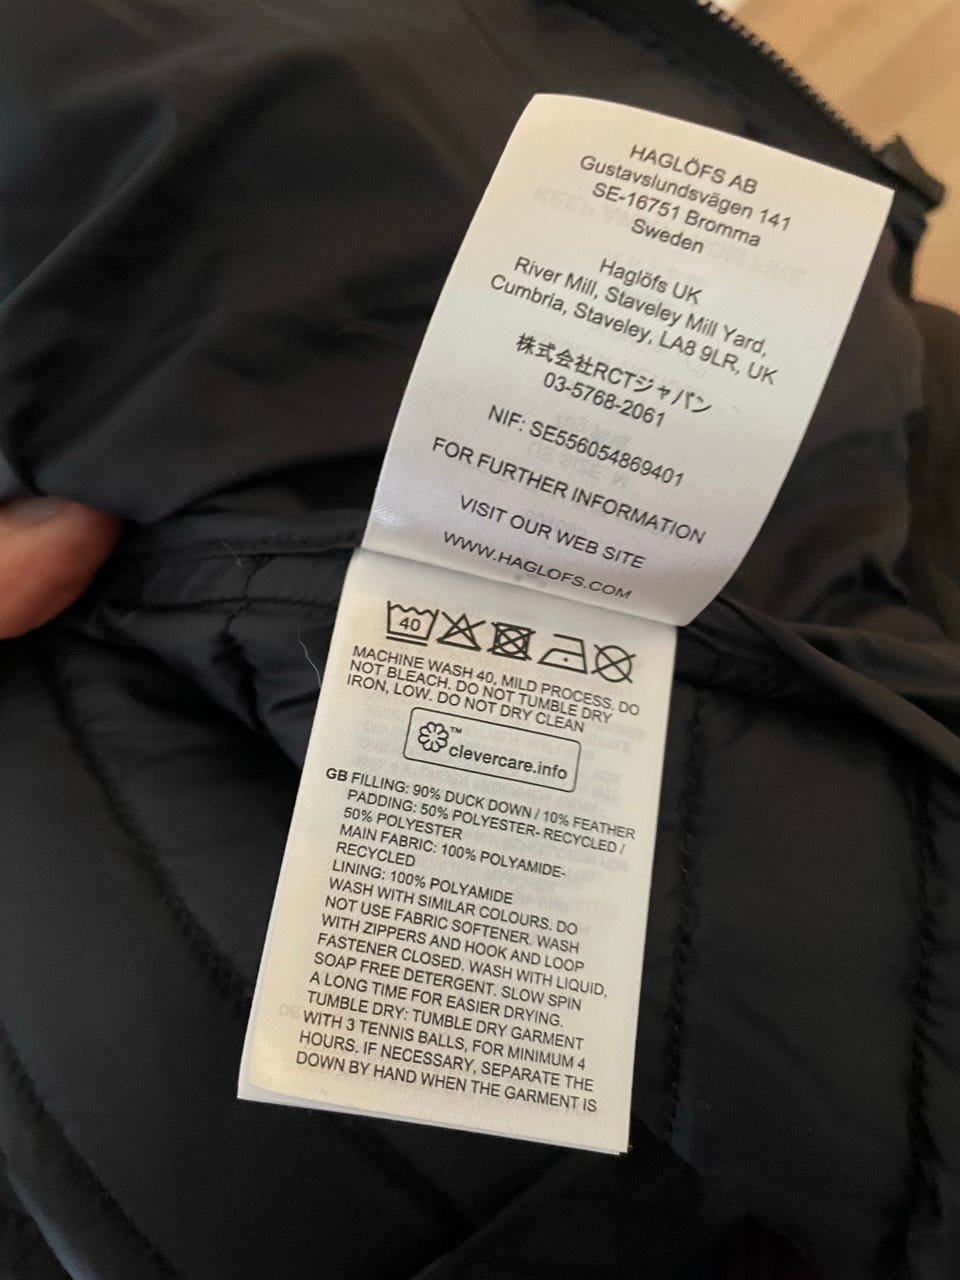 HAGLÖFS AB
Gustavslundsvägen 141
SE-16751 Bromma
Sweden
Haglöfs UK
River Mill, Staveley Mill Yard,
Cumbria, Staveley, LA8 9LR, UK
株式会社RCTジャパン
03-5768-2061
NIF: SE556054869401
FOR FURTHER INFORMATION
VISIT OUR WEB SITE
WWW.HAGLOFS.COM
40
MACHINE WASH 40, MILD PROCESS. DO
NOT BLEACH. DO NOT TUMBLE DRY
IRON, LOW. DO NOT DRY CLEAN
™
clevercare.info
GB FILLING: 90% DUCK DOWN / 10% FEATHER
PADDING: 50% POLYESTER- RECYCLED /
50% POLYESTER
MAIN FABRIC: 100% POLYAMIDE-
RECYCLED
LINING: 100% POLYAMIDE
WASH WITH SIMILAR COLOURS. DO
NOT USE FABRIC SOFTENER. WASH
WITH ZIPPERS AND HOOK AND LOOP
FASTENER CLOSED. WASH WITH LIQUID,
SOAP FREE DETERGENT. SLOW SPIN
A LONG TIME FOR EASIER DRYING.
TUMBLE DRY: TUMBLE DRY GARMENT
WITH 3 TENNIS BALLS, FOR MINIMUM 4
HOURS. IF NECESSARY, SEPARATE THE
DOWN BY HAND WHEN THE GARMENT IS